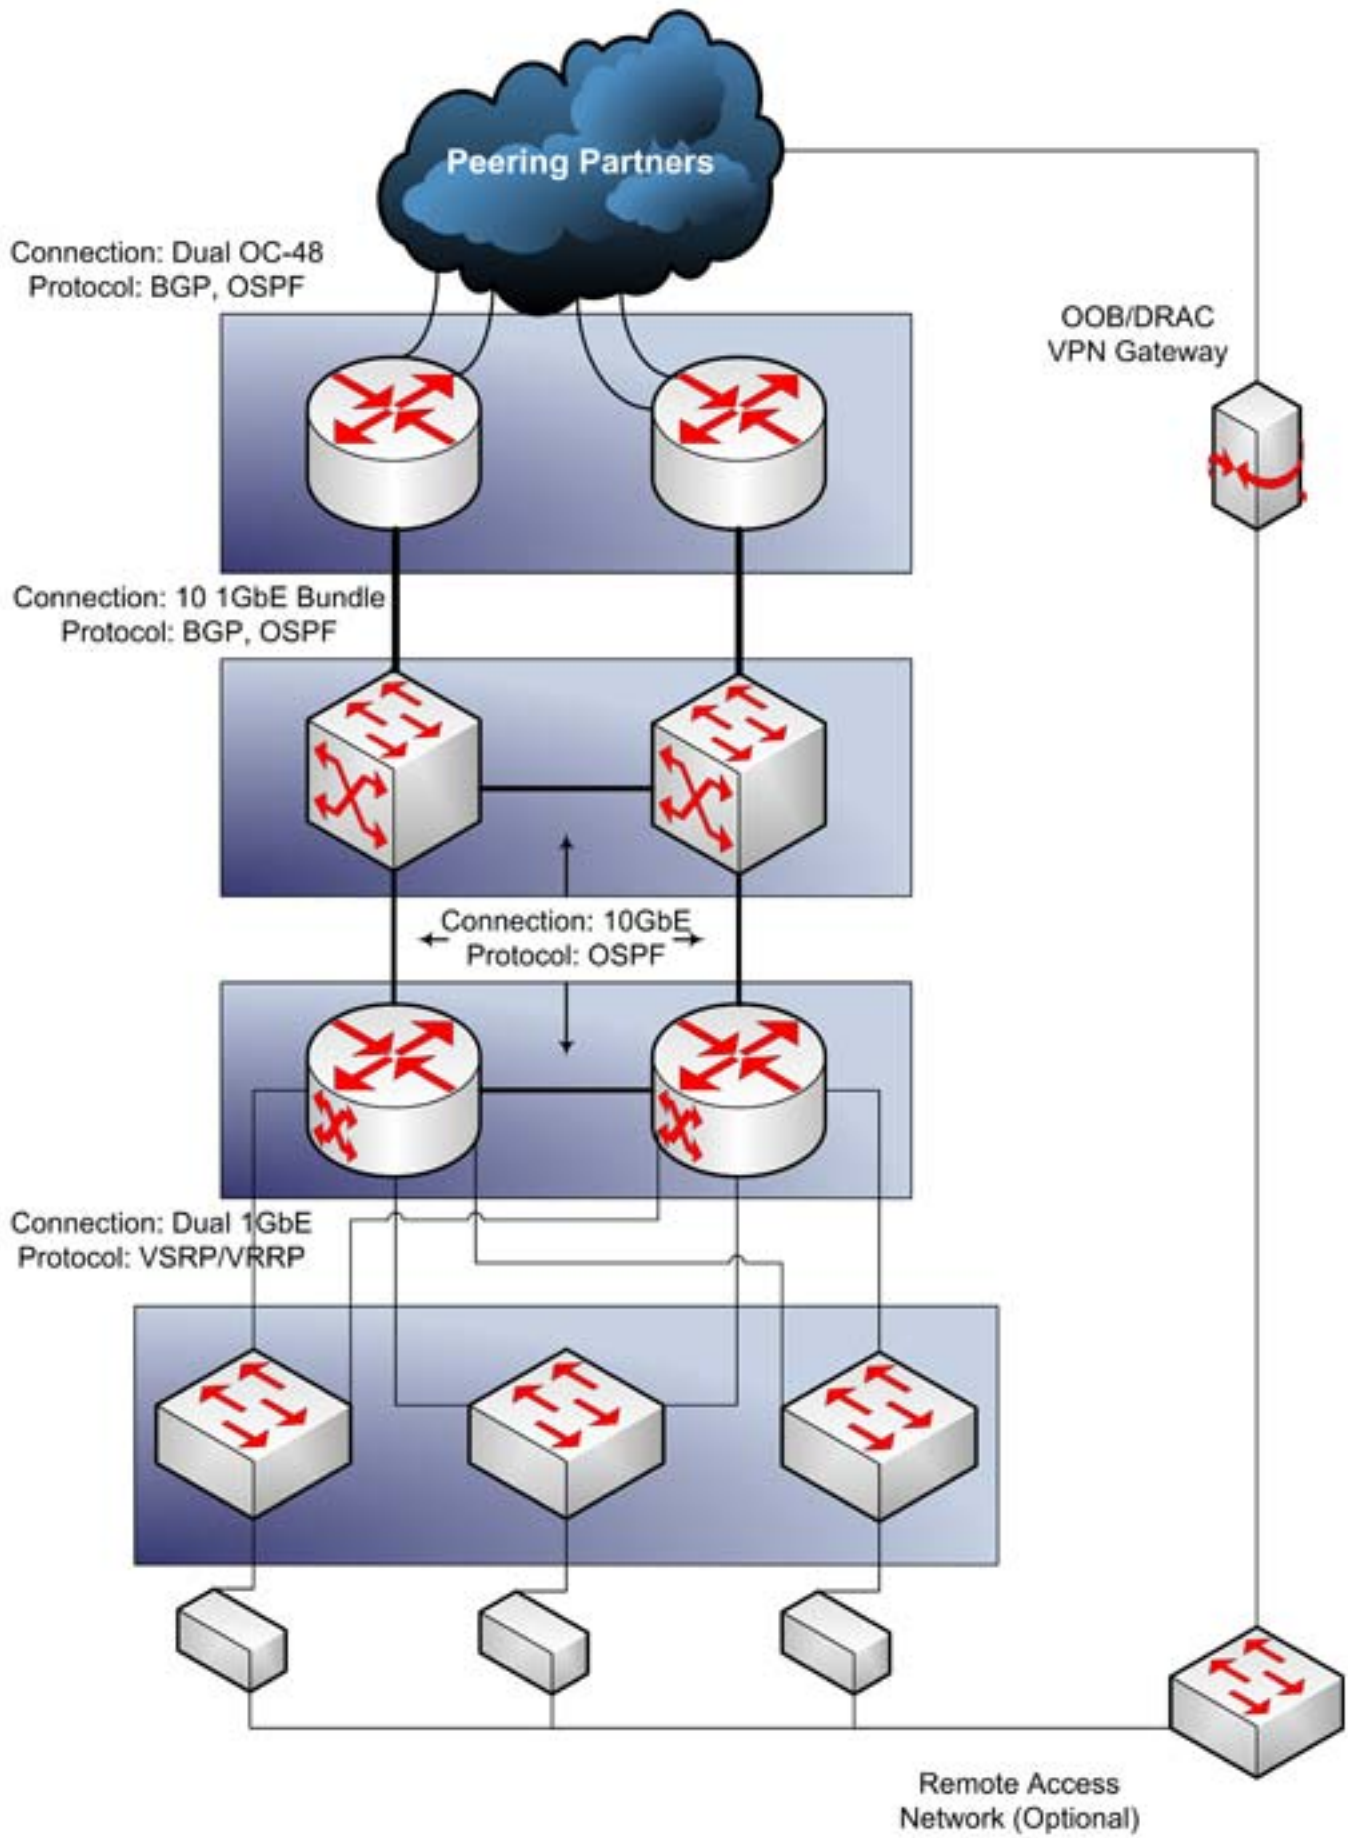 Peering Partners
Connection: Dual OC-48
Protocol: BGP, OSPF
OOB/DRAC
VPN Gateway
Connection: 10 1GbE Bundle
Protocol: BGP, OSPF
Connection: 10GbE
Protocol: OSPF
Connection: Dual 1GbE
Protocol: VSRP/VRRP
Remote Access
Network (Optional)